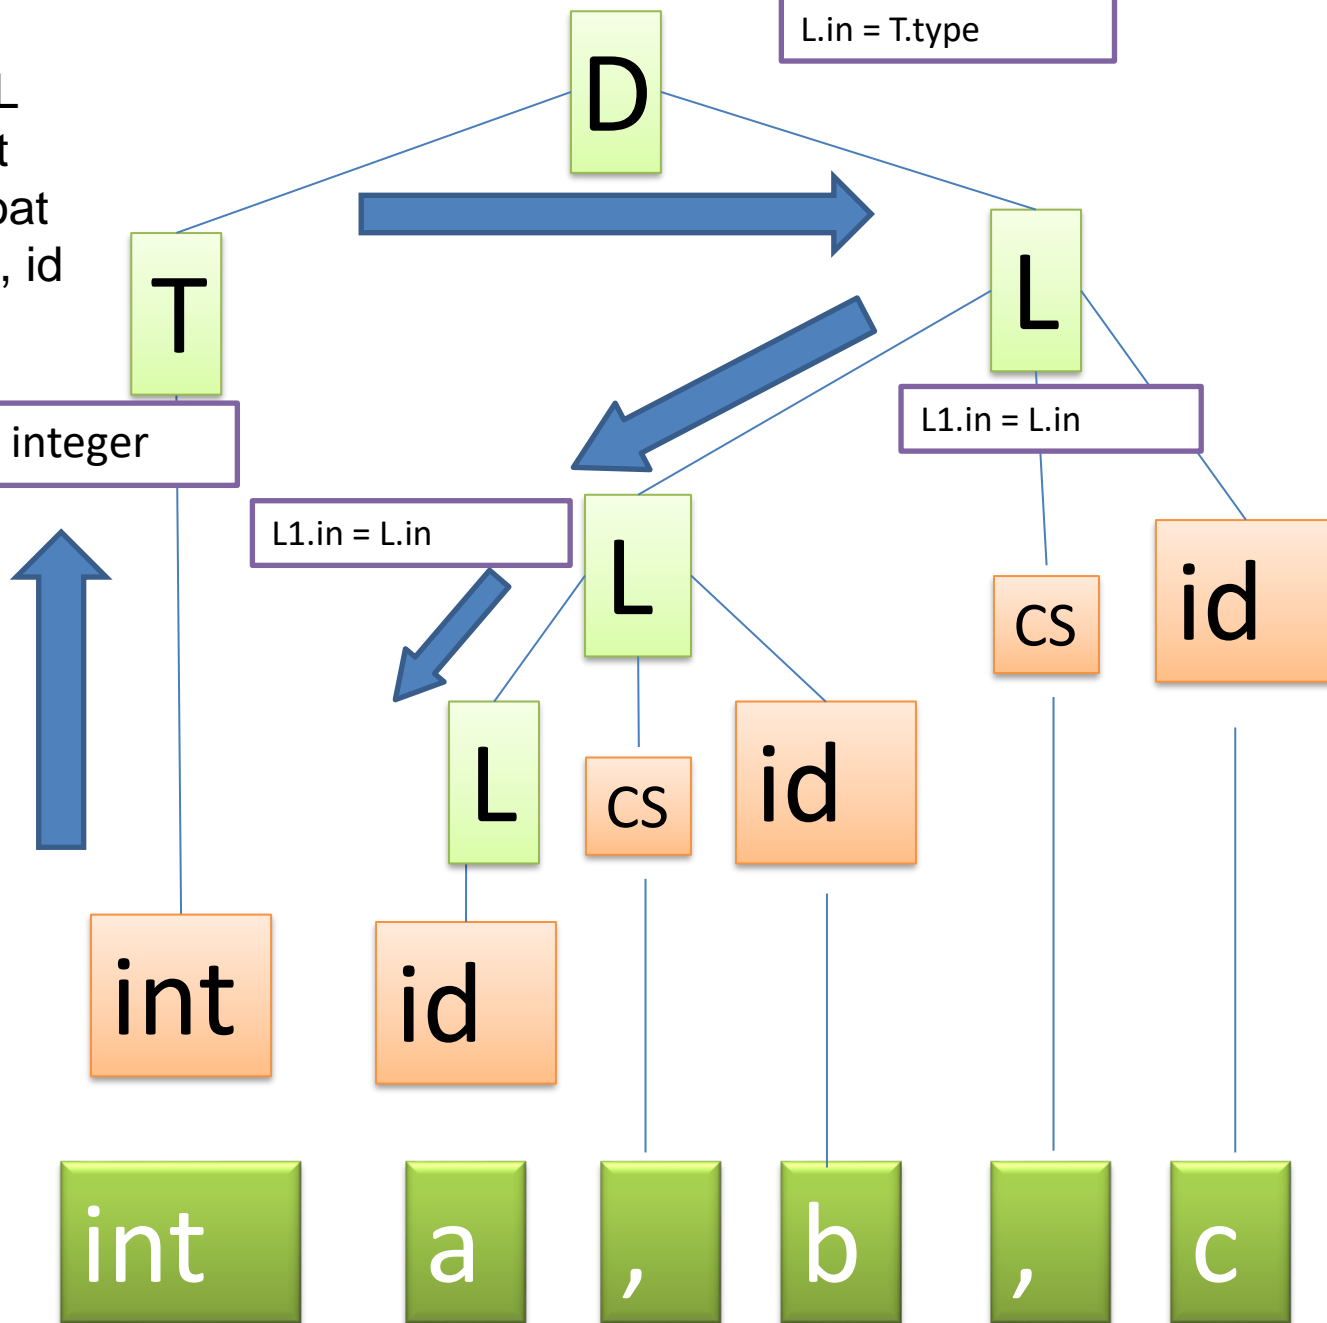 L.in = T.type
D
L
t
oat
, id
T
L
integer
L1.in = L.in
L1.in = L.in
L
CS
id
L
CS
id
int
id
int
a
,
b
,
c